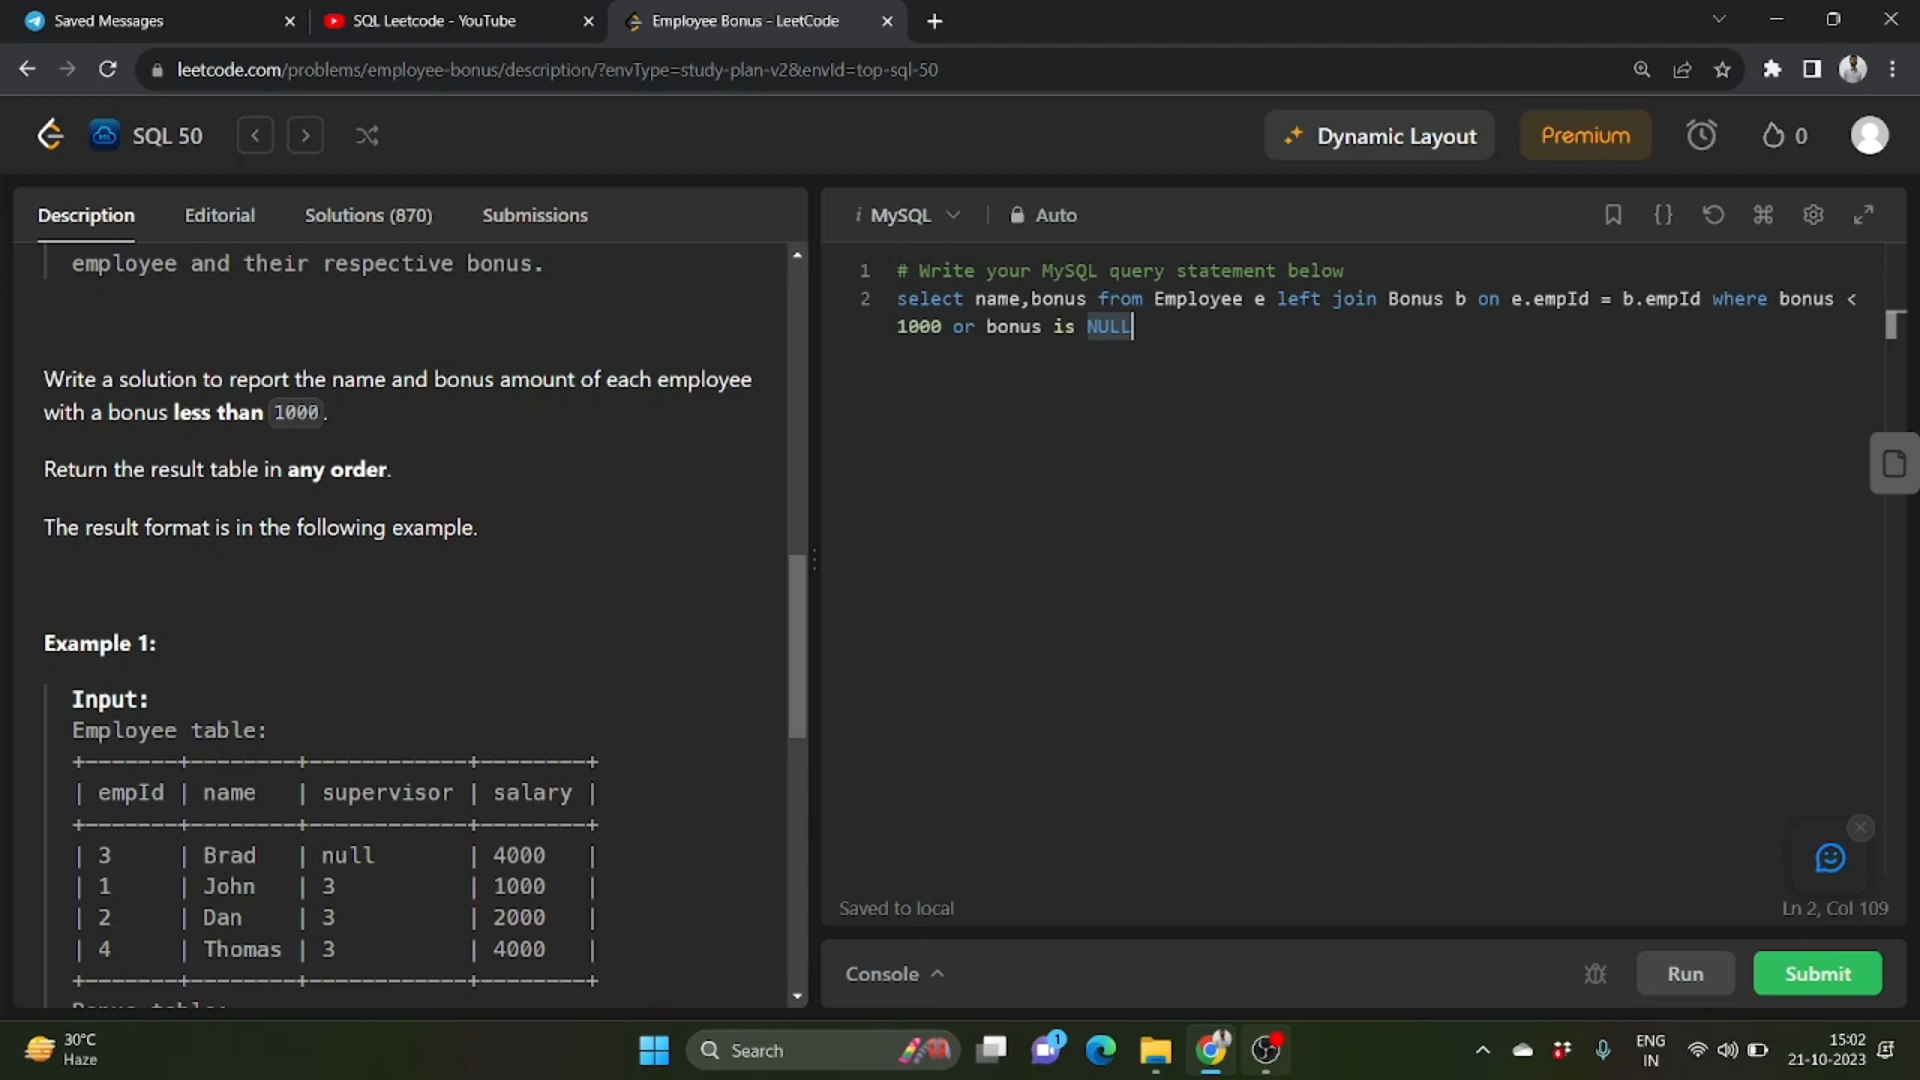 Saved Messages
SQL Leetcode - YouTube
Employee Bonus - LeetCode
leetcode.com/problems/employee-bonus/description/?envType=study-plan-v2&envId=top-sql-50
SQL 50
Dynamic Layout
Premium
0
Description
Editorial
Solutions (870)
Submissions
employee and their respective bonus.
Write a solution to report the name and bonus amount of each employee
with a bonus less than 1000.
Return the result table in any order.
The result format is in the following example.
Example 1:
Input:
Employee table:
+-------+--------+------------+--------+
| empId | name   | supervisor | salary |
+-------+--------+------------+--------+
| 3     | Brad   | null       | 4000   |
| 1     | John   | 3          | 1000   |
| 2     | Dan    | 3          | 2000   |
| 4     | Thomas | 3          | 4000   |
+-------+--------+------------+--------+
Bonus table:
i MySQL
Auto
1 # Write your MySQL query statement below
2 select name,bonus from Employee e left join Bonus b on e.empId = b.empId where bonus <
1000 or bonus is NULL
Saved to local
Ln 2, Col 109
Console
Run
Submit
30°C
Haze
Search
1
ENG
IN
15:02
21-10-2023